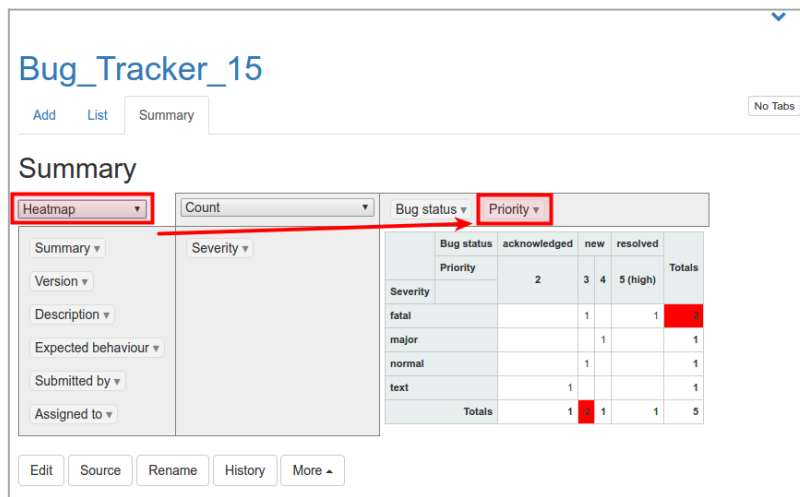 Bug_Tracker_15
Add List Summary
No Tabs
Summary
Heatmap Count Bug status Priority
Summary Severity
Version
Description
Expected behaviour
Submitted by
Assigned to
Bug status acknowledged new resolved Totals
Priority 2 3 4 5 (high)
Severity
fatal 1 1 2
major 1 1
normal 1 1
text 1 1
Totals 1 2 1 1 5
Edit Source Rename History More